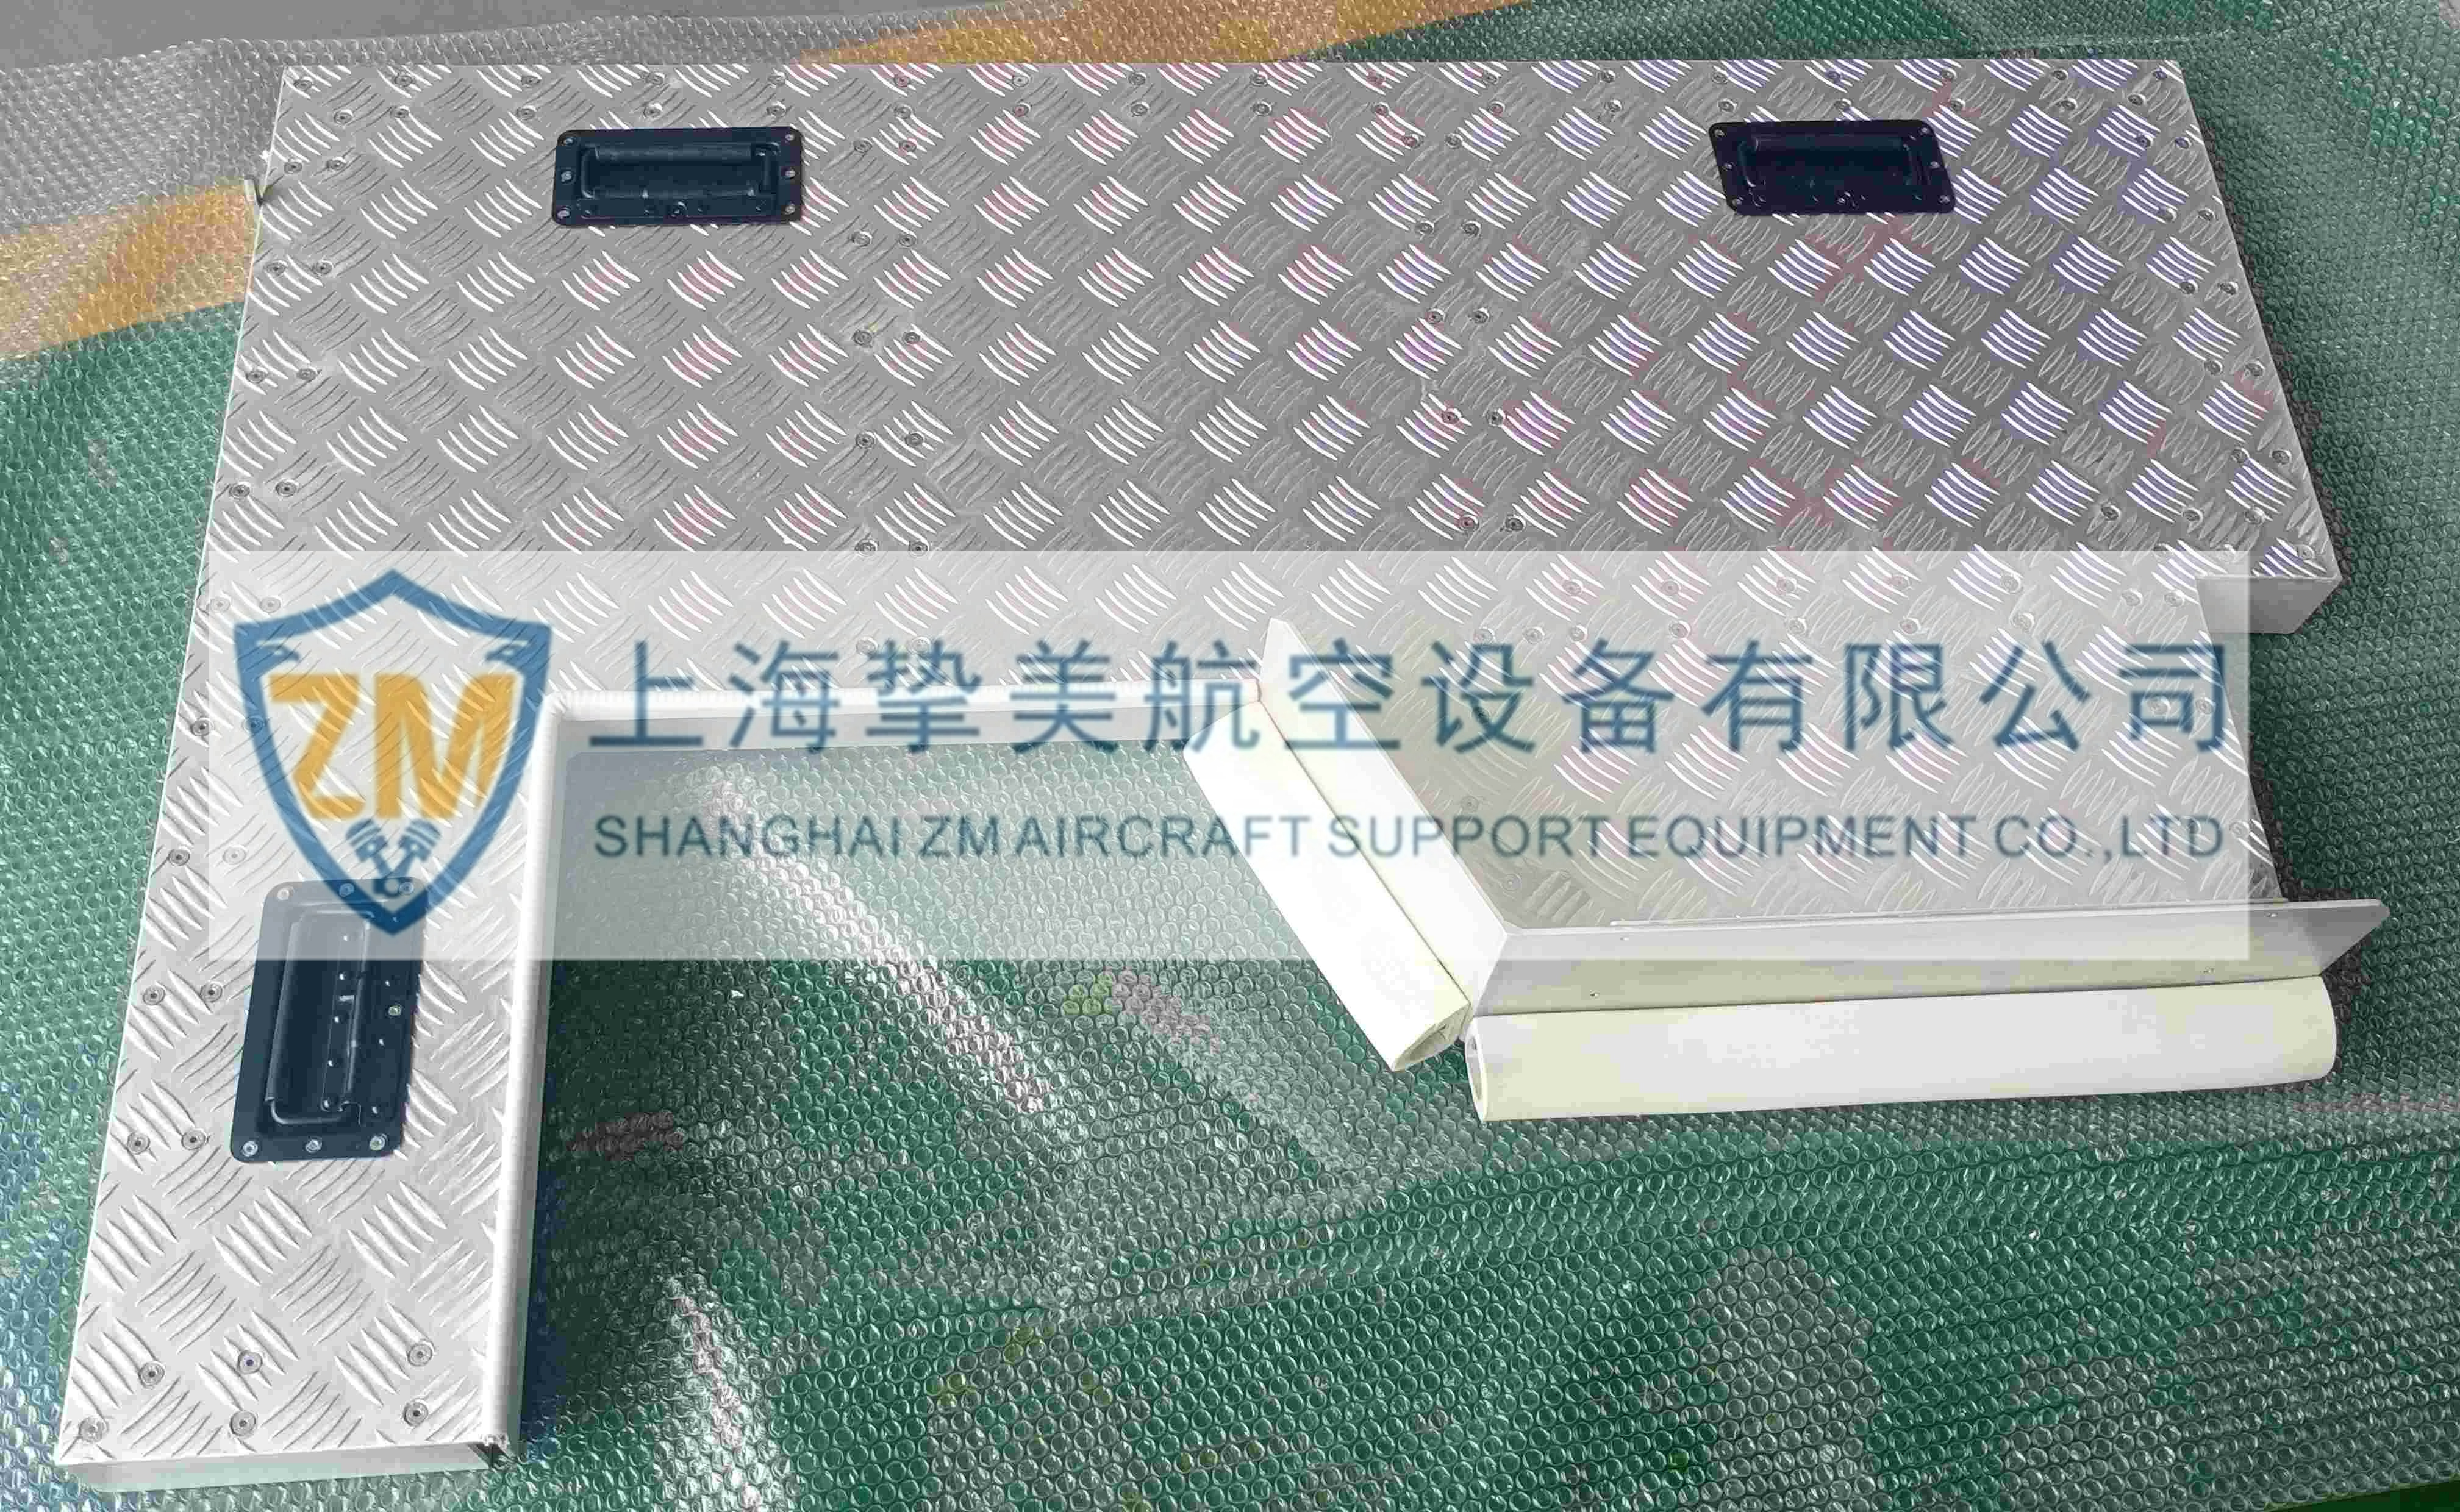 ZM
上海挚美航空设备有限公司
SHANGHAI ZM AIRCRAFT SUPPORT EQUIPMENT CO.,LTD